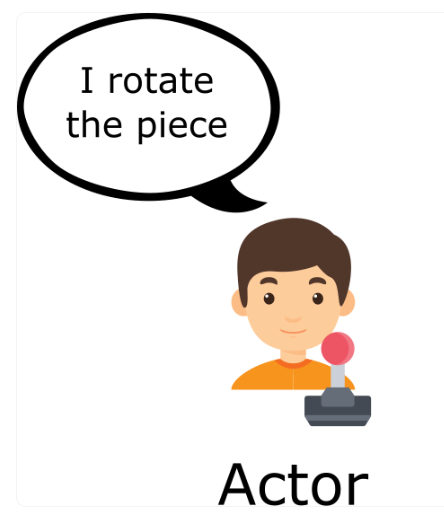 I rotate
the piece
Actor